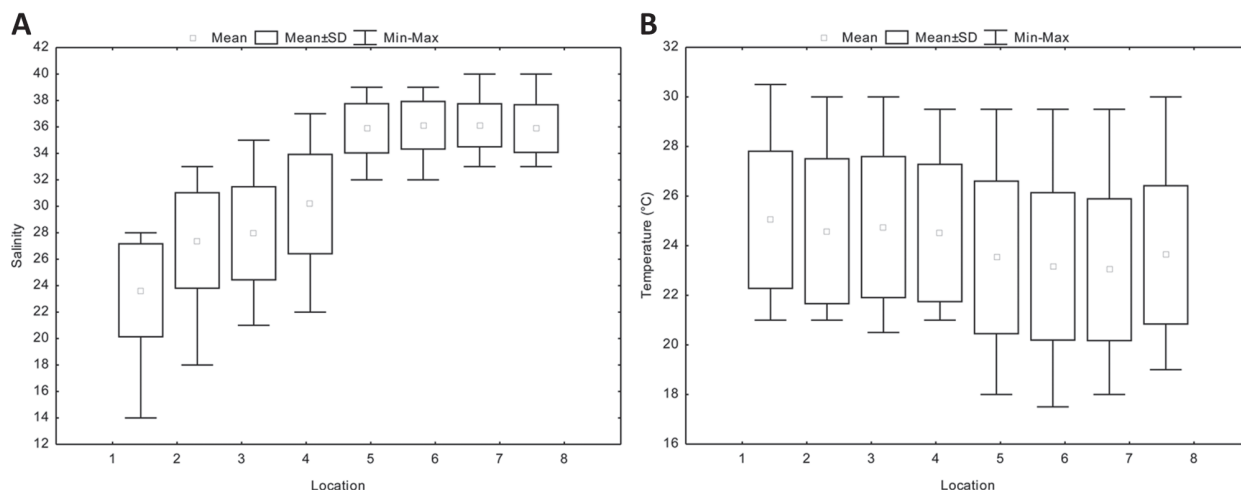 A
Mean Mean±SD Min-Max
42
40
38
36
34
32
30
28
26
24
22
20
18
16
14
12
Salinity
1 2 3 4 5 6 7 8
Location
B
Mean Mean±SD Min-Max
32
30
28
26
24
22
20
18
16
Temperature (°C)
1 2 3 4 5 6 7 8
Location